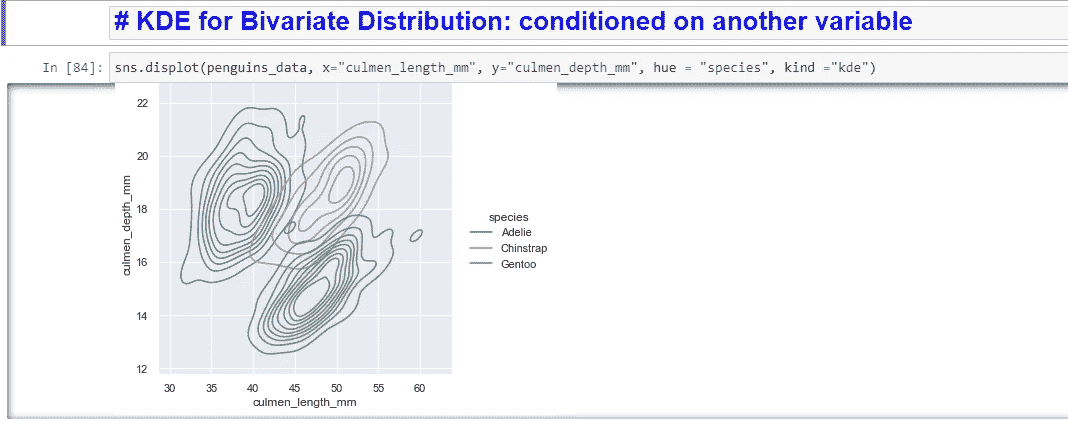 # KDE for Bivariate Distribution: conditioned on another variable
In [84]: sns.displot(penguins_data, x="culmen_length_mm", y="culmen_depth_mm", hue = "species", kind ="kde")
22
20
18
16
14
12
culmen_depth_mm
30 35 40 45 50 55 60
culmen_length_mm
species
Adelie
Chinstrap
Gentoo